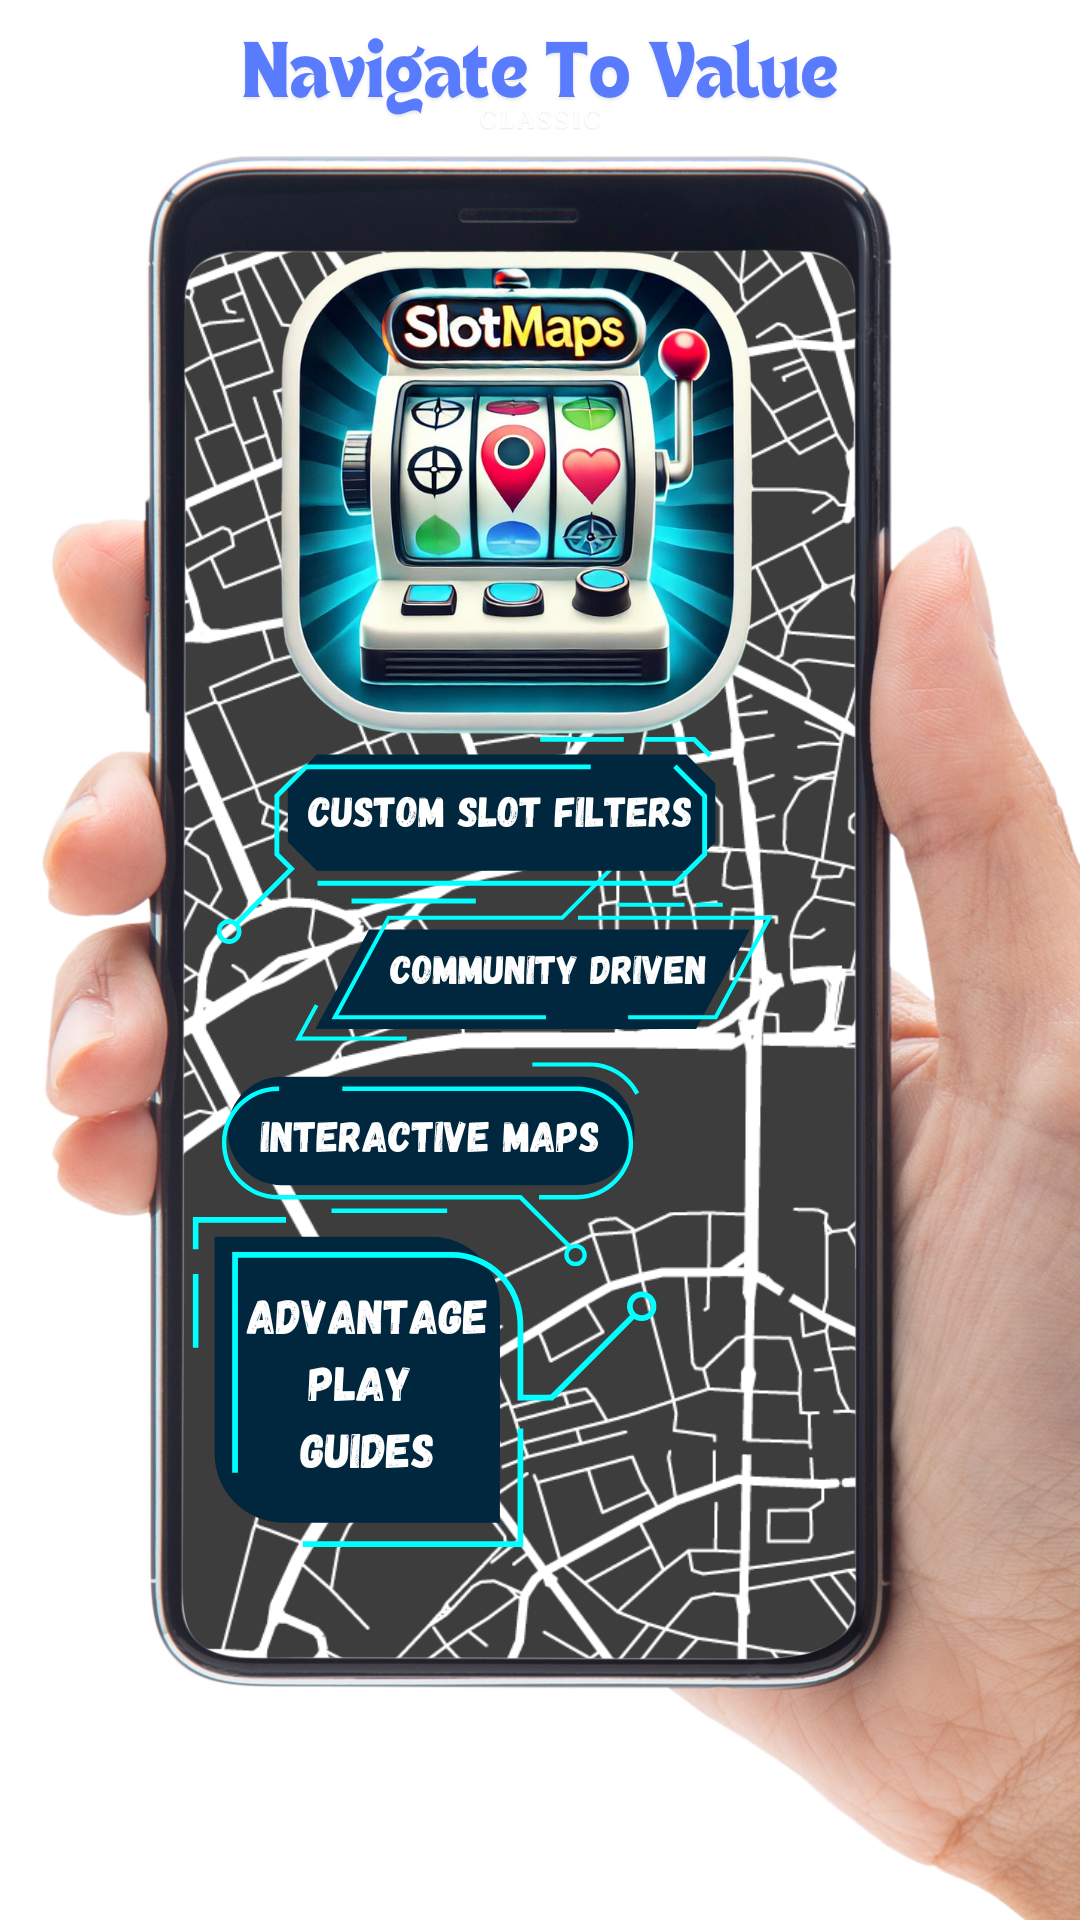 Navigate To Value
CLASSIC
SlotMaps
CUSTOM SLOT FILTERS
COMMUNITY DRIVEN
INTERACTIVE MAPS
ADVANTAGE
PLAY
GUIDES